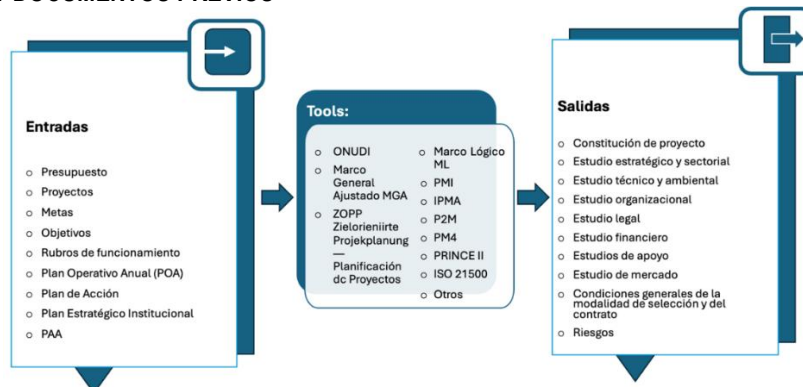 Entradas
Presupuesto
Proyectos
Metas
Objetivos
Rubros de funcionamiento
Plan Operativo Anual (POA)
Plan de Acción
Plan Estratégico Institucional
PAA
Tools:
ONUDI
Marco
General
Ajustado MGA
ZOPP
Zielorieniirte
Projekplanung
—
Planificación
dc Proyectos
Marco Lógico
ML
PMI
IPMA
P2M
PM4
PRINCE II
ISO 21500
Otros
Salidas
Constitución de proyecto
Estudio estratégico y sectorial
Estudio técnico y ambiental
Estudio organizacional
Estudio legal
Estudio financiero
Estudios de apoyo
Estudio de mercado
Condiciones generales de la
modalidad de selección y del
contrato
Riesgos